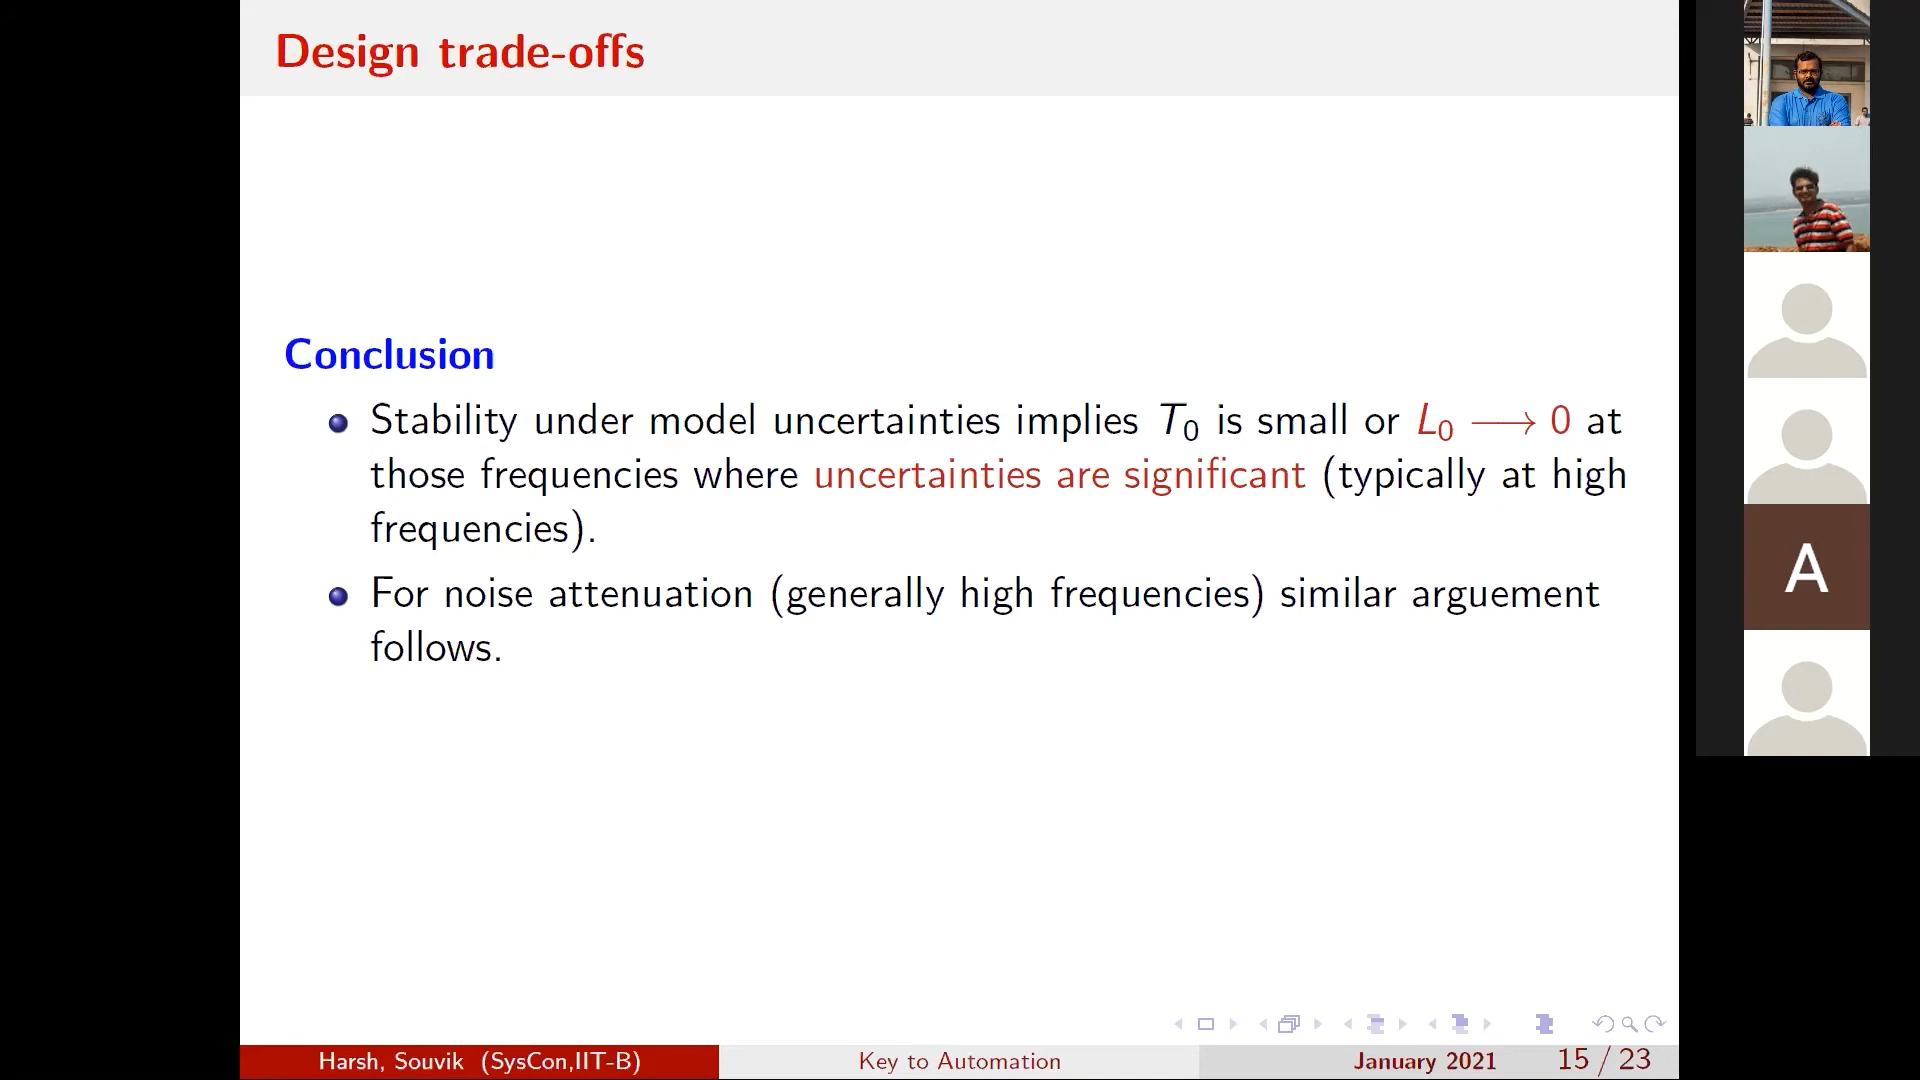 Design trade-offs
Conclusion
Stability under model uncertainties implies T₀ is small or L₀ ⟶ 0 at
those frequencies where uncertainties are significant (typically at high
frequencies).
For noise attenuation (generally high frequencies) similar arguement
follows.
A
Harsh, Souvik (SysCon,IIT-B)
Key to Automation
January 2021
15 / 23